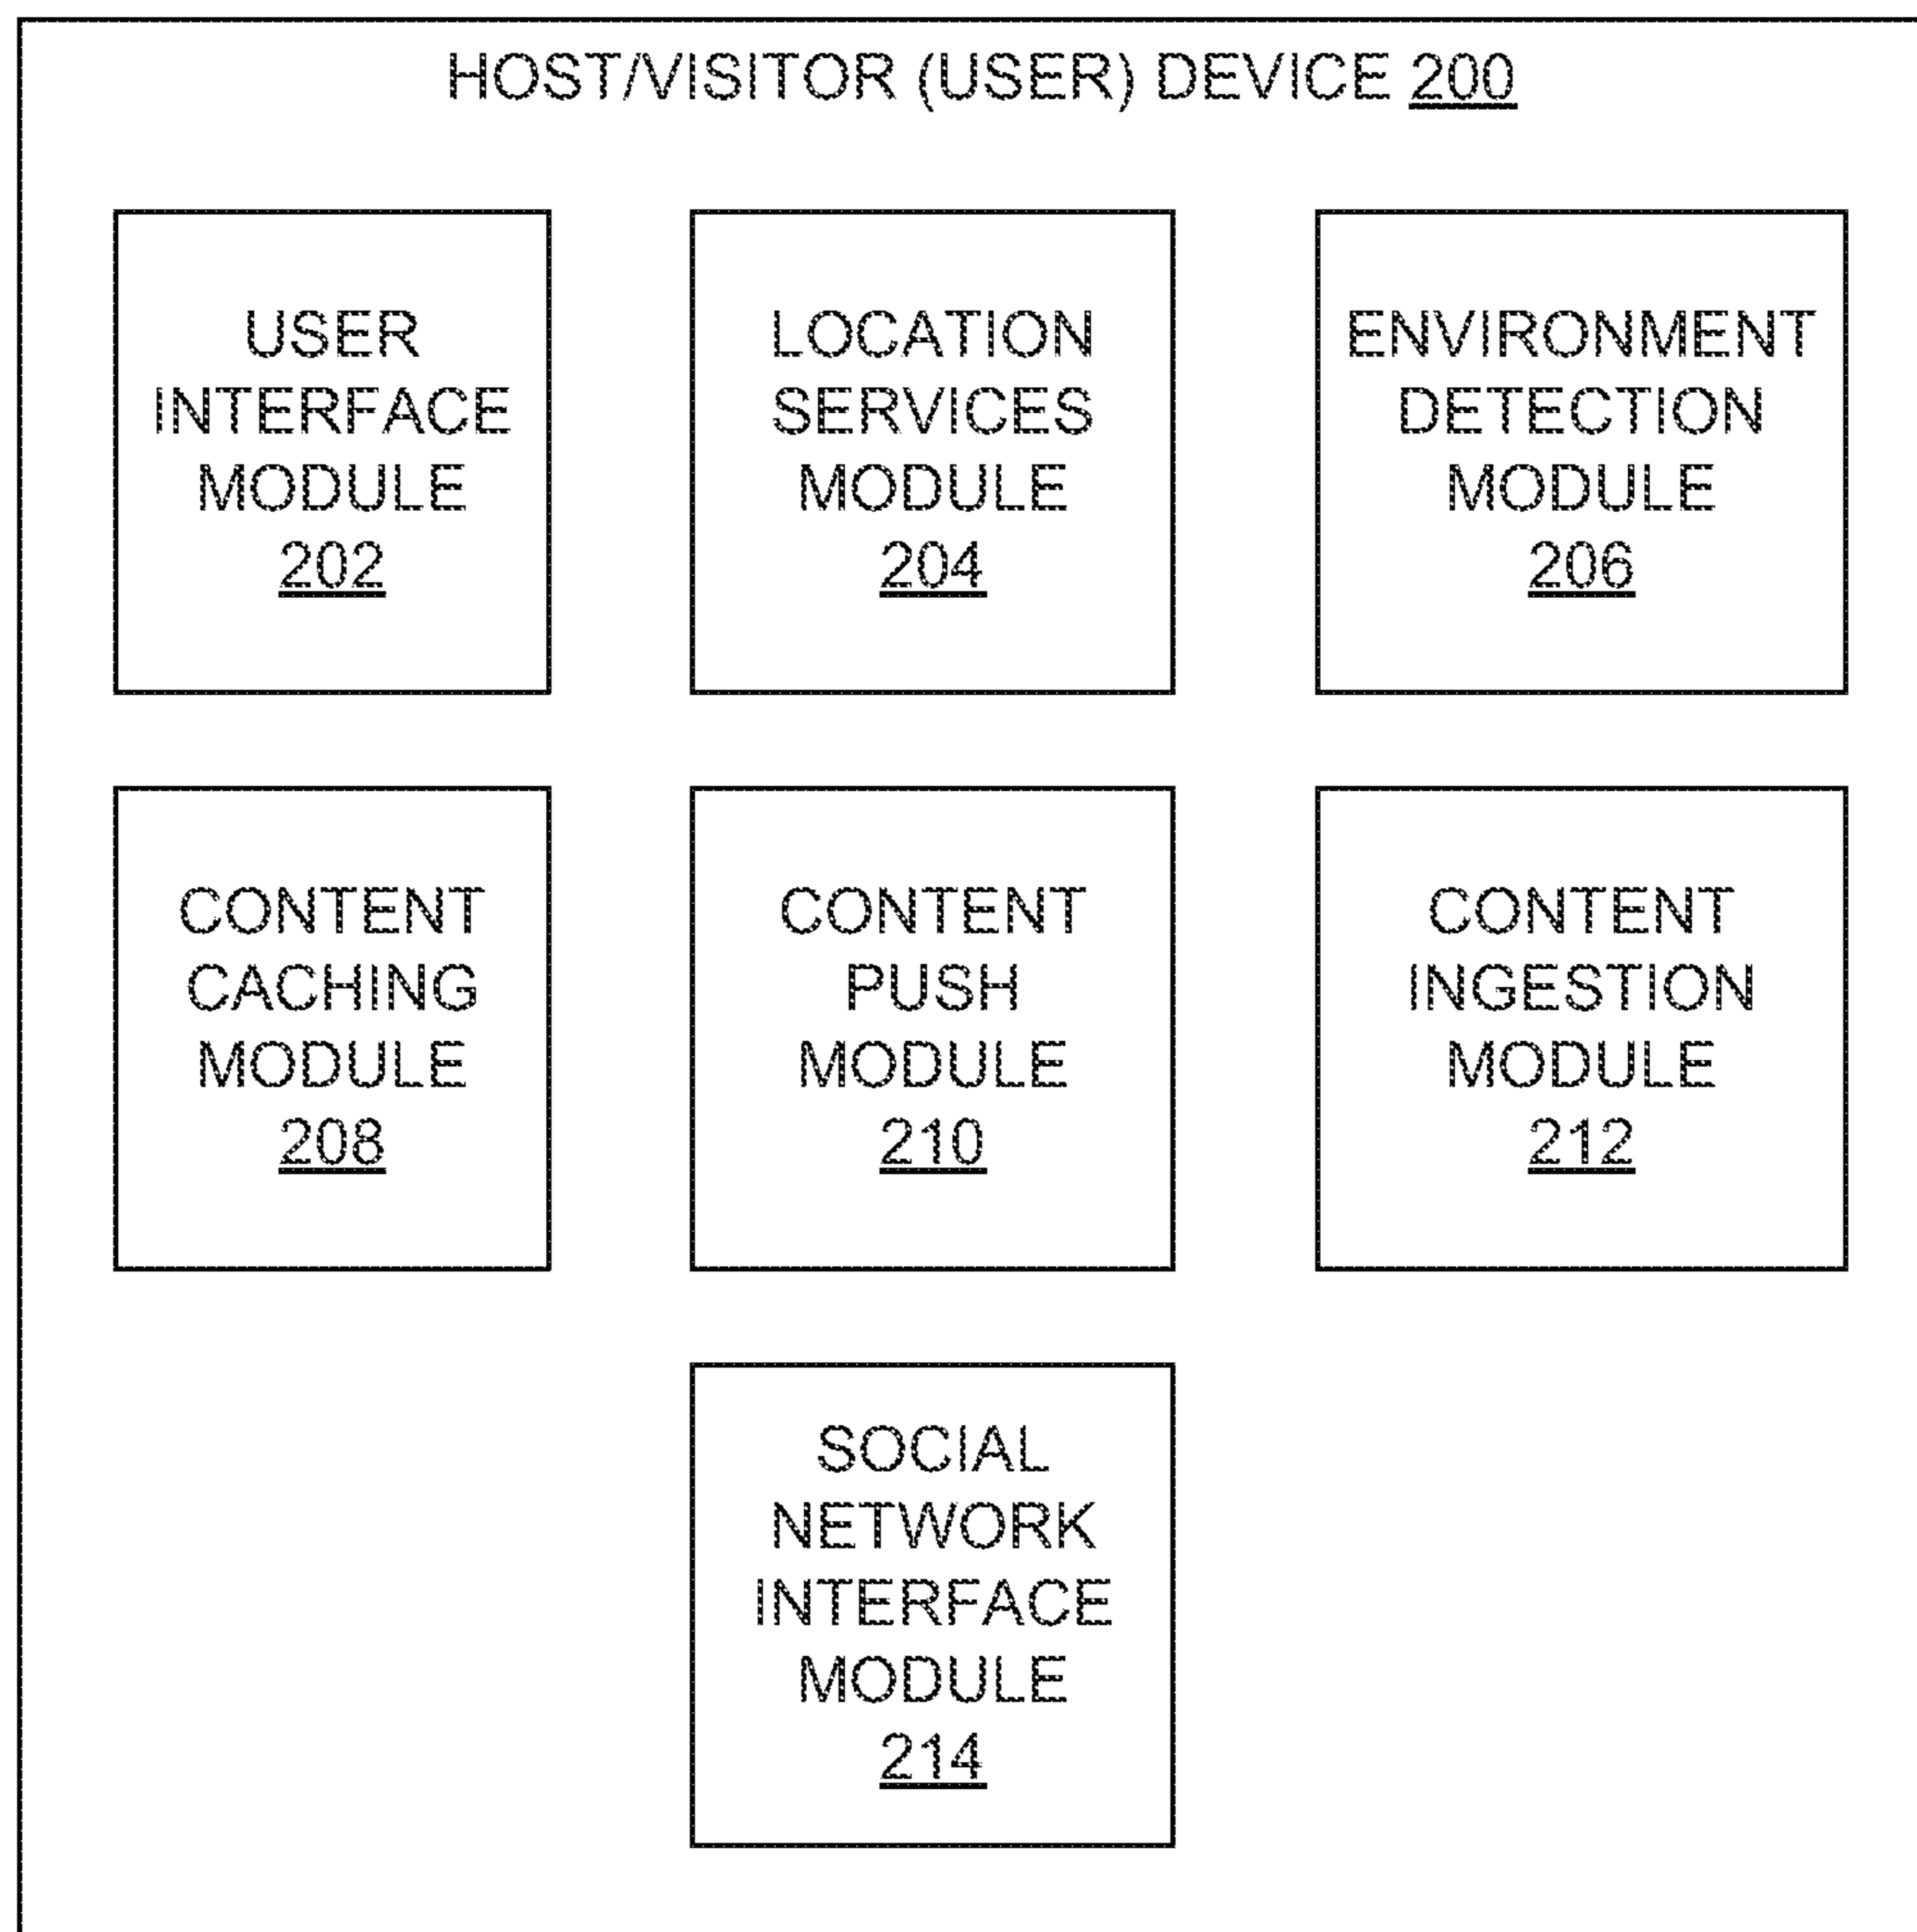 HOST/VISITOR (USER) DEVICE 200
USER
INTERFACE
MODULE
202
LOCATION
SERVICES
MODULE
204
ENVIRONMENT
DETECTION
MODULE
206
CONTENT
CACHING
MODULE
208
CONTENT
PUSH
MODULE
210
CONTENT
INGESTION
MODULE
212
SOCIAL
NETWORK
INTERFACE
MODULE
214